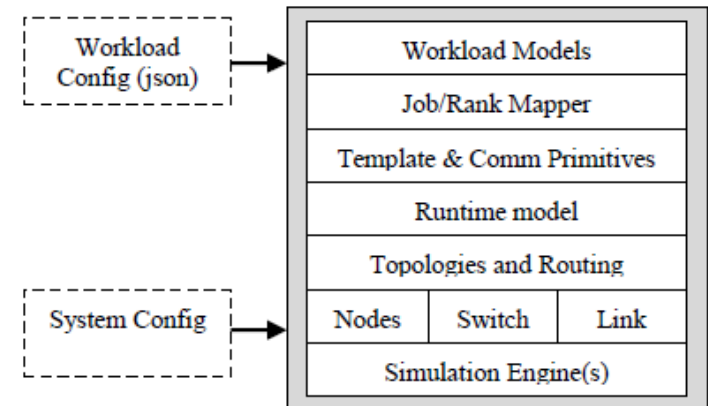 Workload
Config (json)
Workload Models
Job/Rank Mapper
Template & Comm Primitives
Runtime model
Topologies and Routing
System Config
Nodes
Switch
Link
Simulation Engine(s)